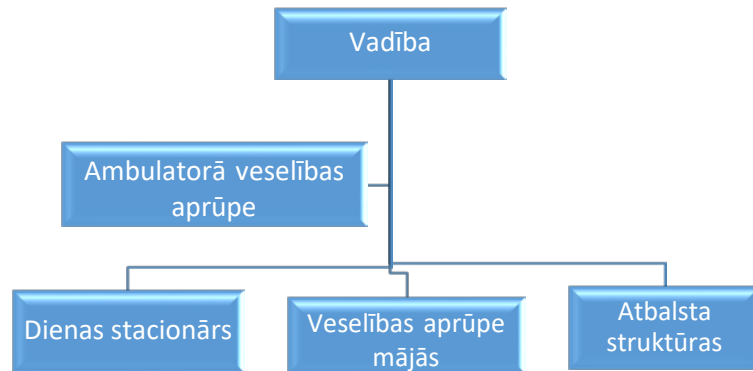 Vadība
Ambulatorā veselības
aprūpe
Dienas stacionārs
Veselības aprūpe
mājās
Atbalsta
struktūras